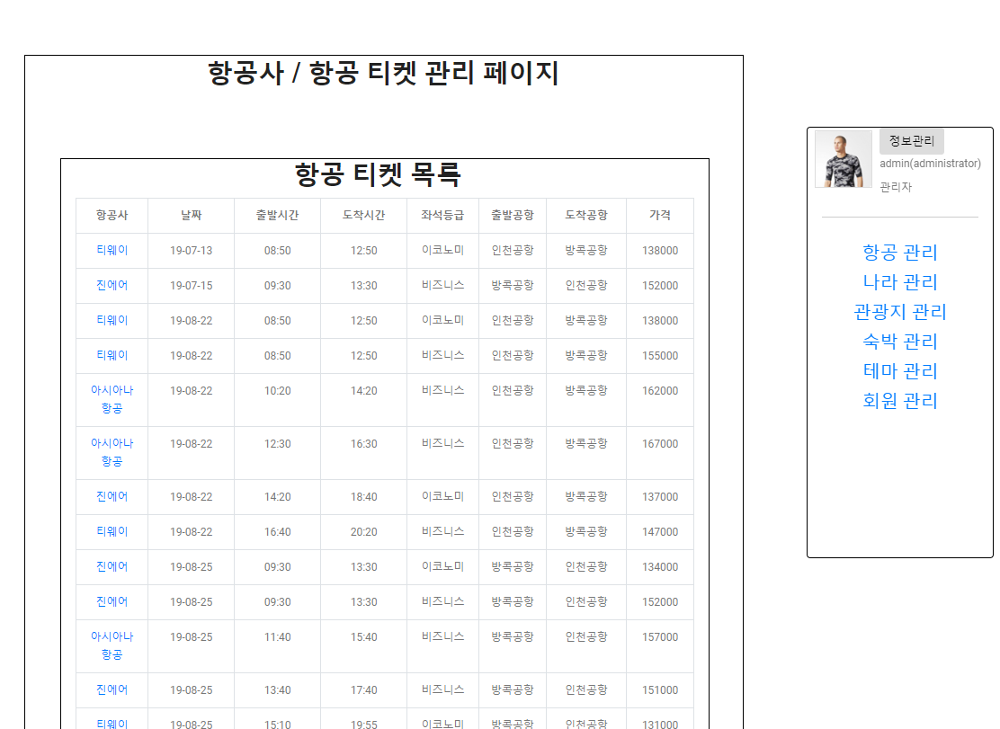 항공사 / 항공 티켓 관리 페이지
항공 티켓 목록
항공사 날짜 출발시간 도착시간 좌석등급 출발공항 도착공항 가격
티웨이 19-07-13 08:50 12:50 이코노미 인천공항 방콕공항 138000
진에어 19-07-15 09:30 13:30 비즈니스 방콕공항 인천공항 152000
티웨이 19-08-22 08:50 12:50 이코노미 인천공항 방콕공항 138000
티웨이 19-08-22 08:50 12:50 비즈니스 인천공항 방콕공항 155000
아시아나 19-08-22 10:20 14:20 비즈니스 인천공항 방콕공항 162000
항공
아시아나 19-08-22 12:30 16:30 비즈니스 인천공항 방콕공항 167000
항공
진에어 19-08-22 14:20 18:40 이코노미 인천공항 방콕공항 137000
티웨이 19-08-22 16:40 20:20 비즈니스 인천공항 방콕공항 147000
진에어 19-08-25 09:30 13:30 이코노미 방콕공항 인천공항 134000
진에어 19-08-25 09:30 13:30 비즈니스 방콕공항 인천공항 152000
아시아나 19-08-25 11:40 15:40 비즈니스 방콕공항 인천공항 157000
항공
진에어 19-08-25 13:40 17:40 비즈니스 방콕공항 인천공항 151000
티웨이 19-08-25 15:10 19:55 이코노미 방콕공항 인천공항 131000
정보관리
admin(administrator)
관리자
항공 관리
나라 관리
관광지 관리
숙박 관리
테마 관리
회원 관리